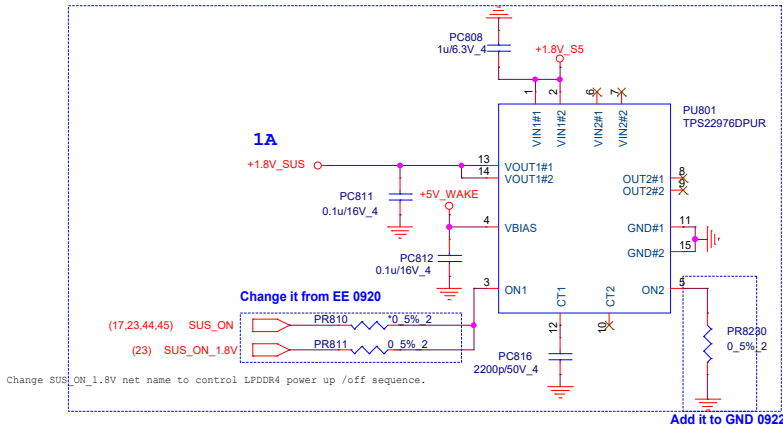 PC808
1u/6.3V_4
+1.8V_S5
1
2
6
7
PU801
TPS22976DPUR
VIN1#1
VIN1#2
VIN2#1
VIN2#2
1A
+1.8V_SUS
13
14
VOUT1#1
VOUT1#2
OUT2#1
OUT2#2
8
9
PC811
0.1u/16V_4
+5V_WAKE
4
VBIAS
GND#1
11
GND#2
15
PC812
0.1u/16V_4
3
ON1
CT1
CT2
ON2
5
Change it from EE 0920
(17,23,44,45) SUS_ON
PR810
*0_5%_2
(23) SUS_ON_1.8V
PR811
0_5%_2
12
10
PC816
2200p/50V_4
PR8230
0_5%_2
Change SUS_ON_1.8V net name to control LPDDR4 power up /off sequence.
Add it to GND 0922